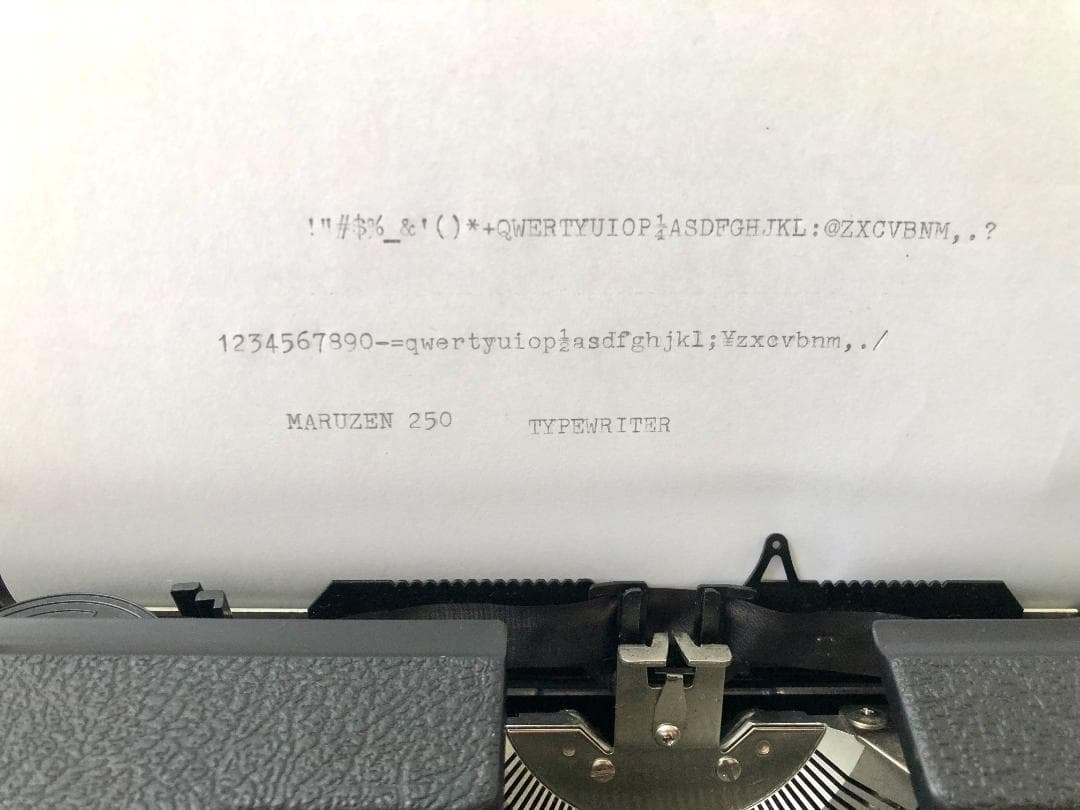 !"#$%_&'()*+QWERTYUIOP¼ASDFGHJKL:@ZXCVBNM,.?
1234567890-=qwertyuiop½asdfghjkl;¥zxcvbnm,./
MARUZEN 250 TYPEWRITER